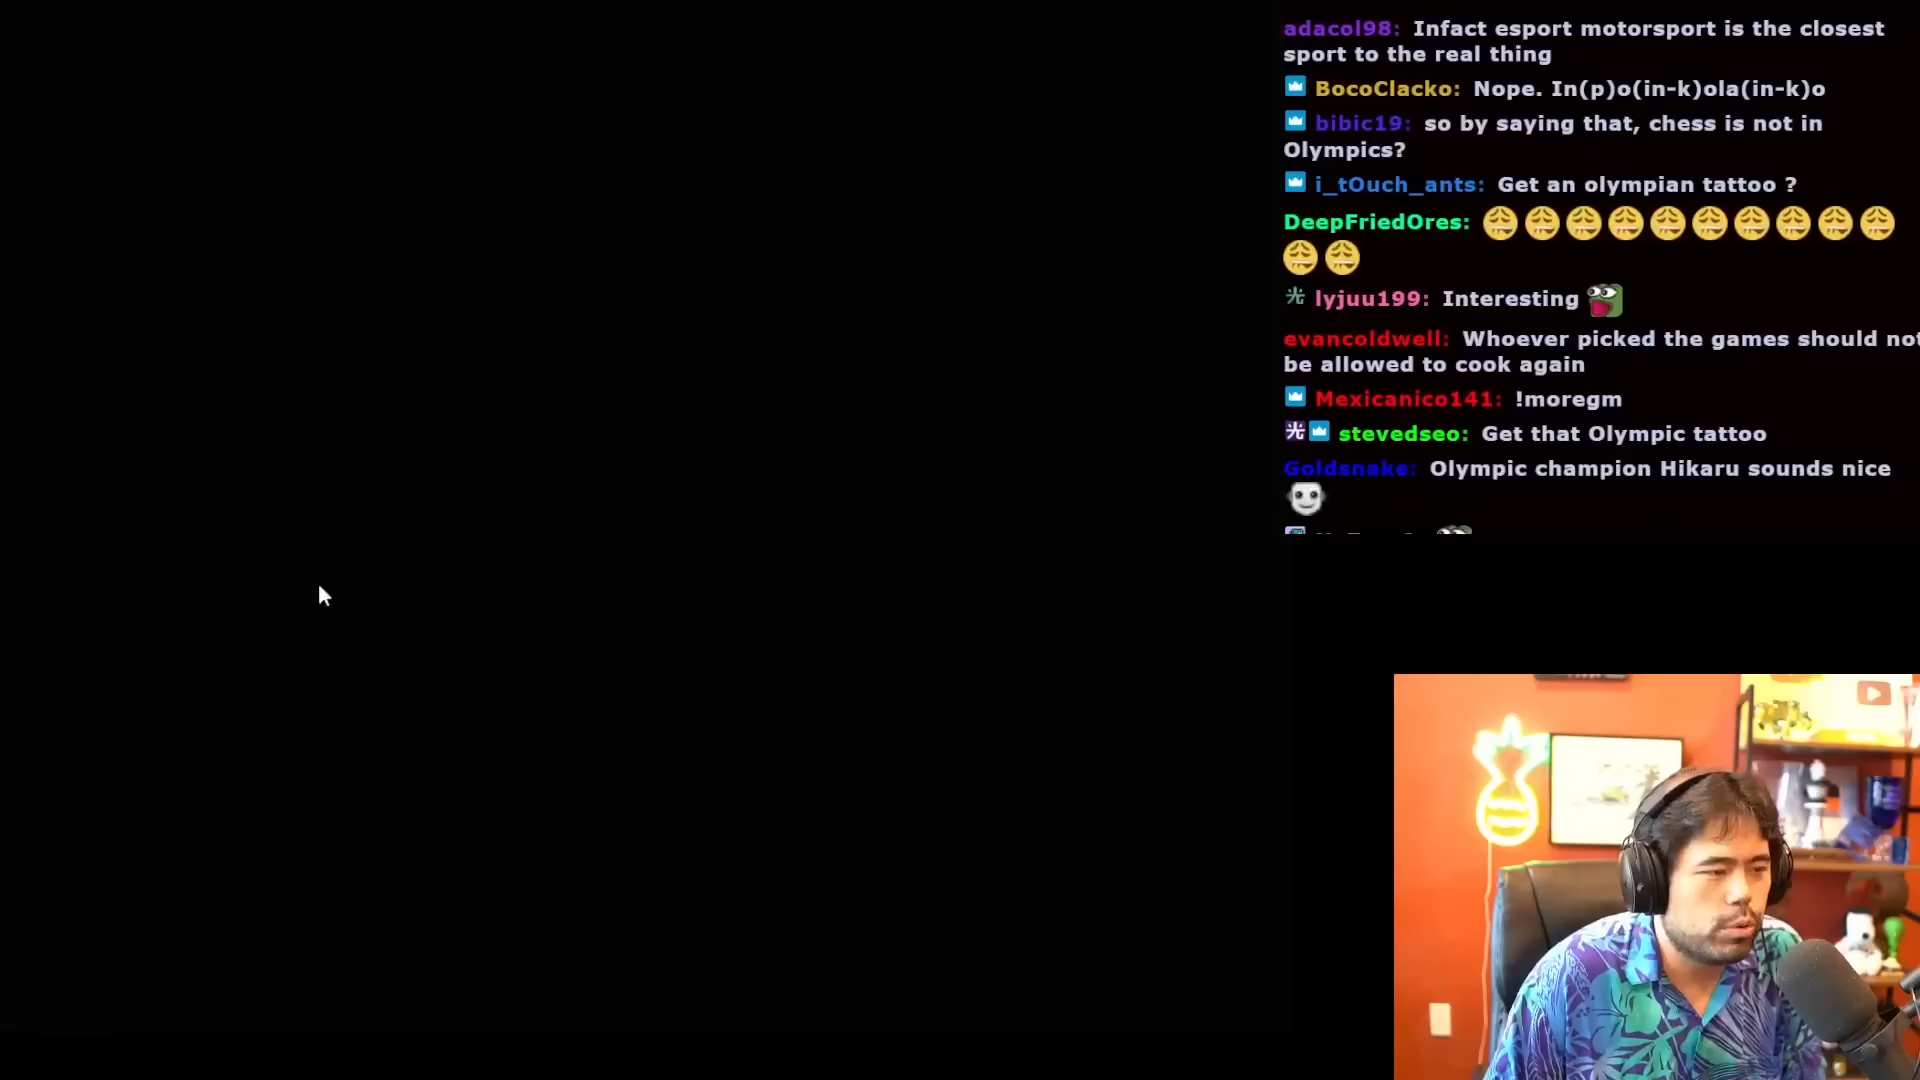 adacol98: Infact esport motorsport is the closest
sport to the real thing
BocoClacko: Nope. In(p)o(in-k)ola(in-k)o
bibic19: so by saying that, chess is not in
Olympics?
i_tOuch_ants: Get an olympian tattoo ?
DeepFriedOres:
光 lyjuu199: Interesting
evancoldwell: Whoever picked the games should not
be allowed to cook again
Mexicanico141: !moregm
光 stevedseo: Get that Olympic tattoo
Goldsnake: Olympic champion Hikaru sounds nice